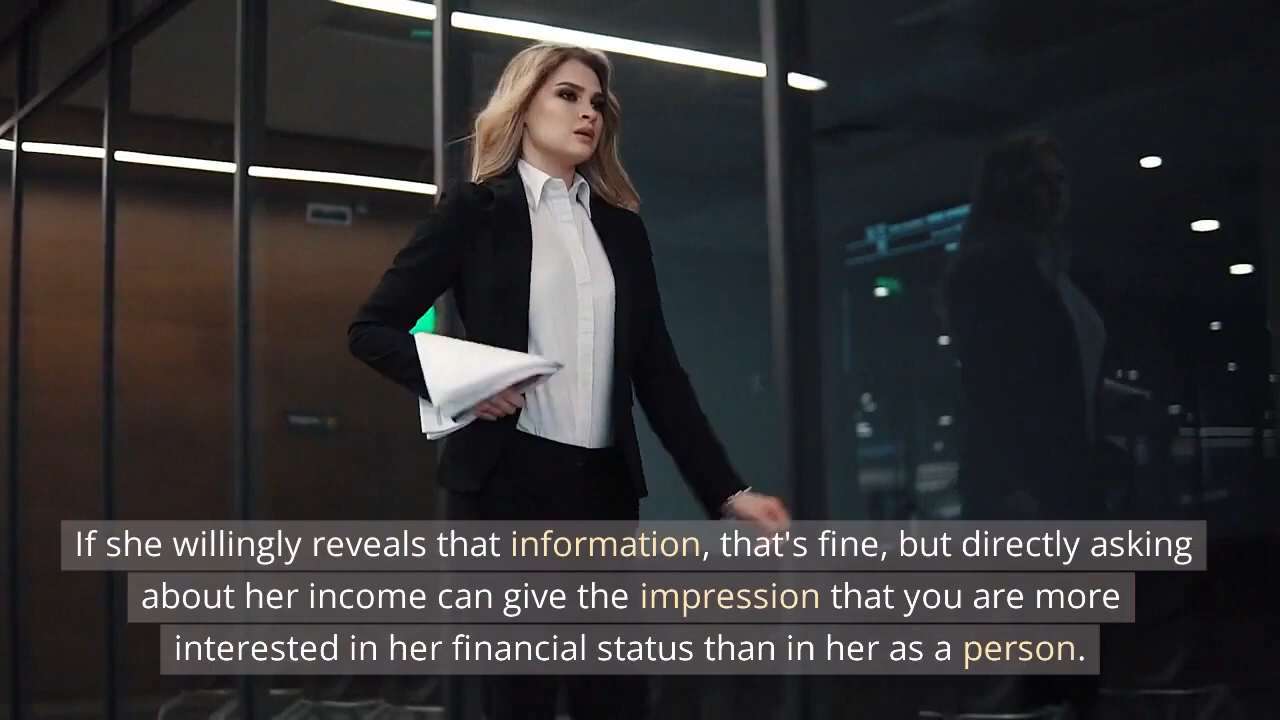 If she willingly reveals that information, that's fine, but directly asking
about her income can give the impression that you are more
interested in her financial status than in her as a person.